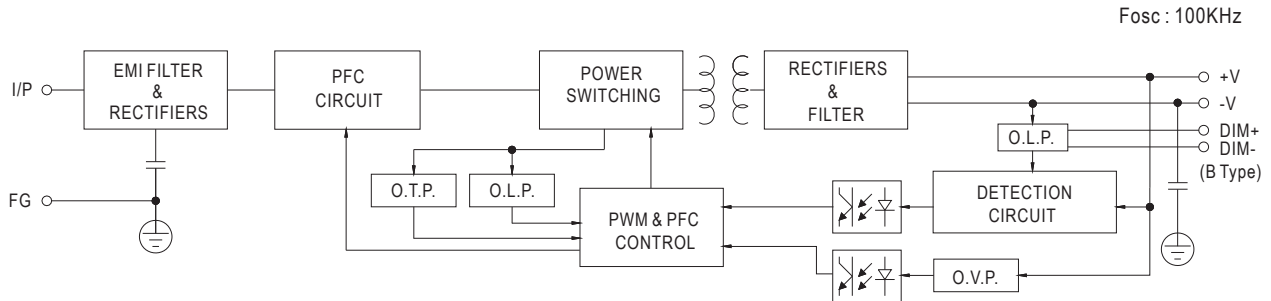 Fosc : 100KHz
I/P
EMI FILTER
&
RECTIFIERS
PFC
CIRCUIT
POWER
SWITCHING
RECTIFIERS
&
FILTER
+V
-V
DIM+
DIM-
(B Type)
O.L.P.
O.T.P.
O.L.P.
DETECTION
CIRCUIT
FG
PWM & PFC
CONTROL
O.V.P.